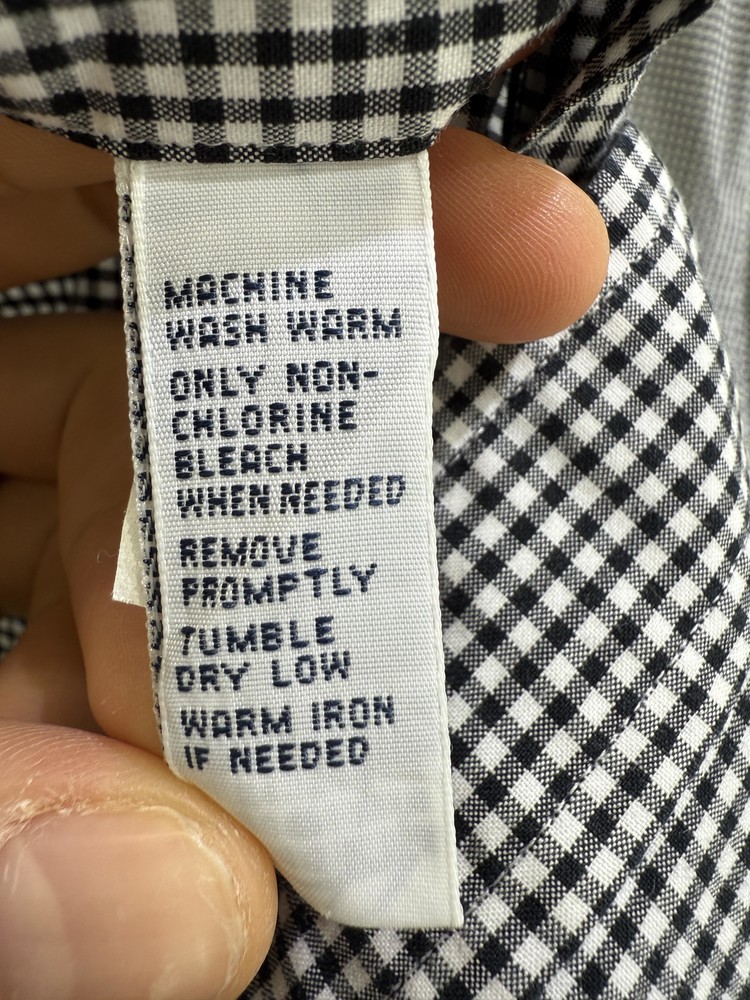 MACHINE
WASH WARM
ONLY NON-
CHLORINE
BLEACH
WHEN NEEDED
REMOVE
PROMPTLY
TUMBLE
DRY LOW
WARM IRON
IF NEEDED